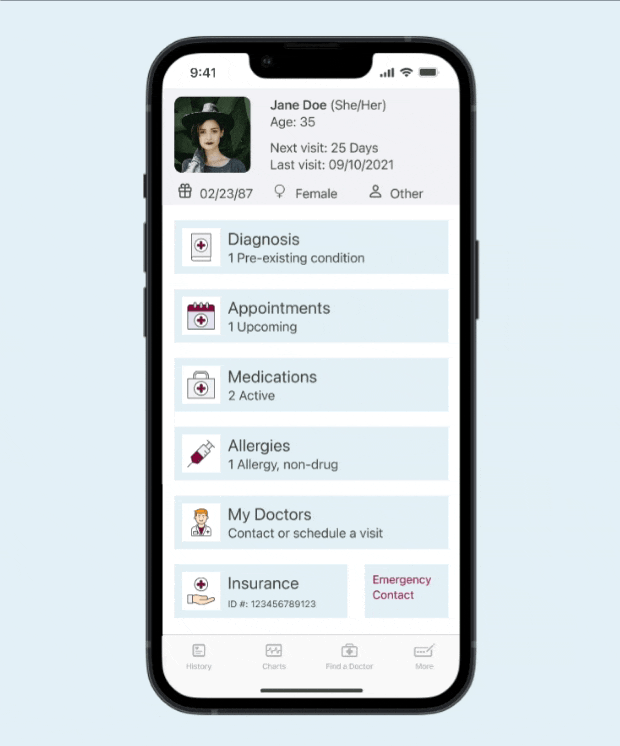 9:41
Jane Doe (She/Her)
Age: 35
Next visit: 25 Days
Last visit: 09/10/2021
02/23/87 Female Other
Diagnosis
1 Pre-existing condition
Appointments
1 Upcoming
Medications
2 Active
Allergies
1 Allergy, non-drug
My Doctors
Contact or schedule a visit
Insurance
ID #: 123456789123
Emergency
Contact
History Charts Find a Doctor More